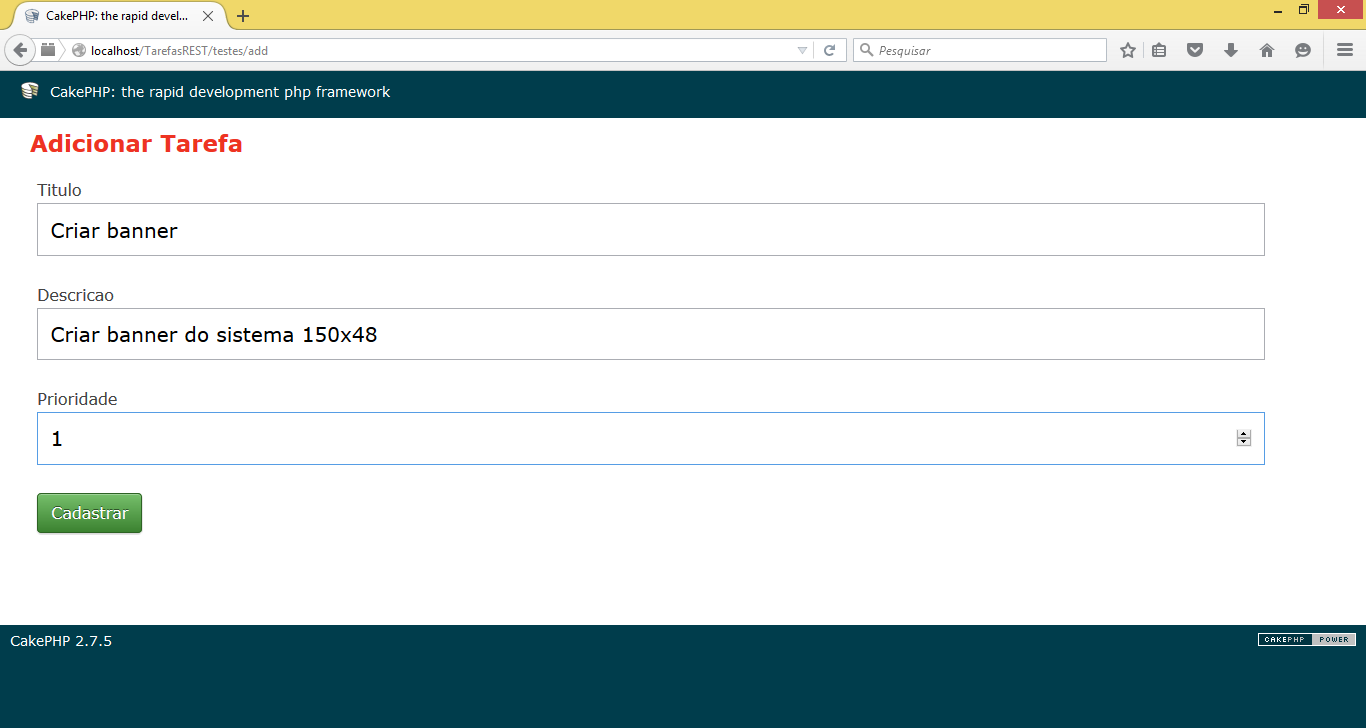 CakePHP: the rapid devel...
localhost/TarefasREST/testes/add
Pesquisar
CakePHP: the rapid development php framework
Adicionar Tarefa
Titulo
Criar banner
Descricao
Criar banner do sistema 150x48
Prioridade
1
Cadastrar
CakePHP 2.7.5
CAKEPHP POWER